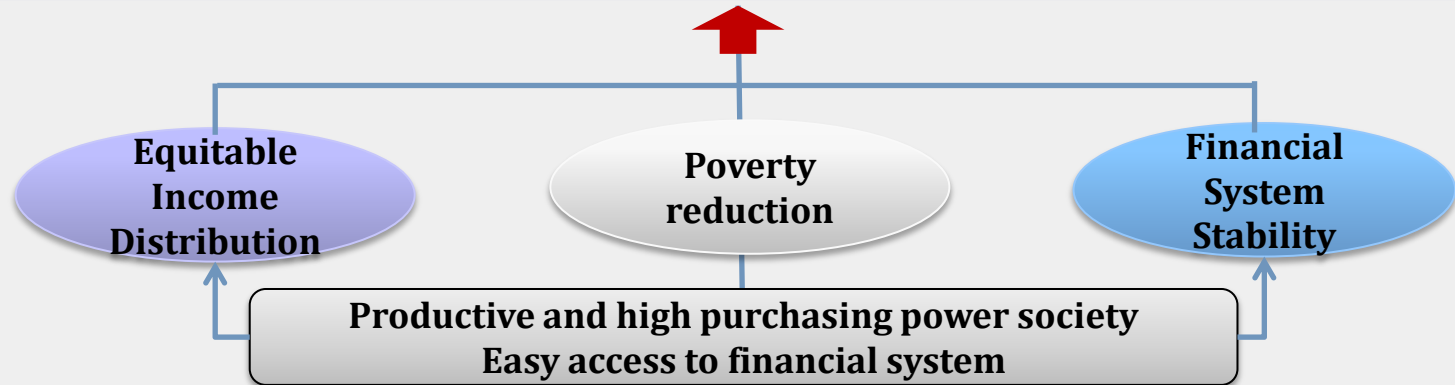 Equitable
Income
Distribution
Poverty
reduction
Financial
System
Stability
Productive and high purchasing power society
Easy access to financial system